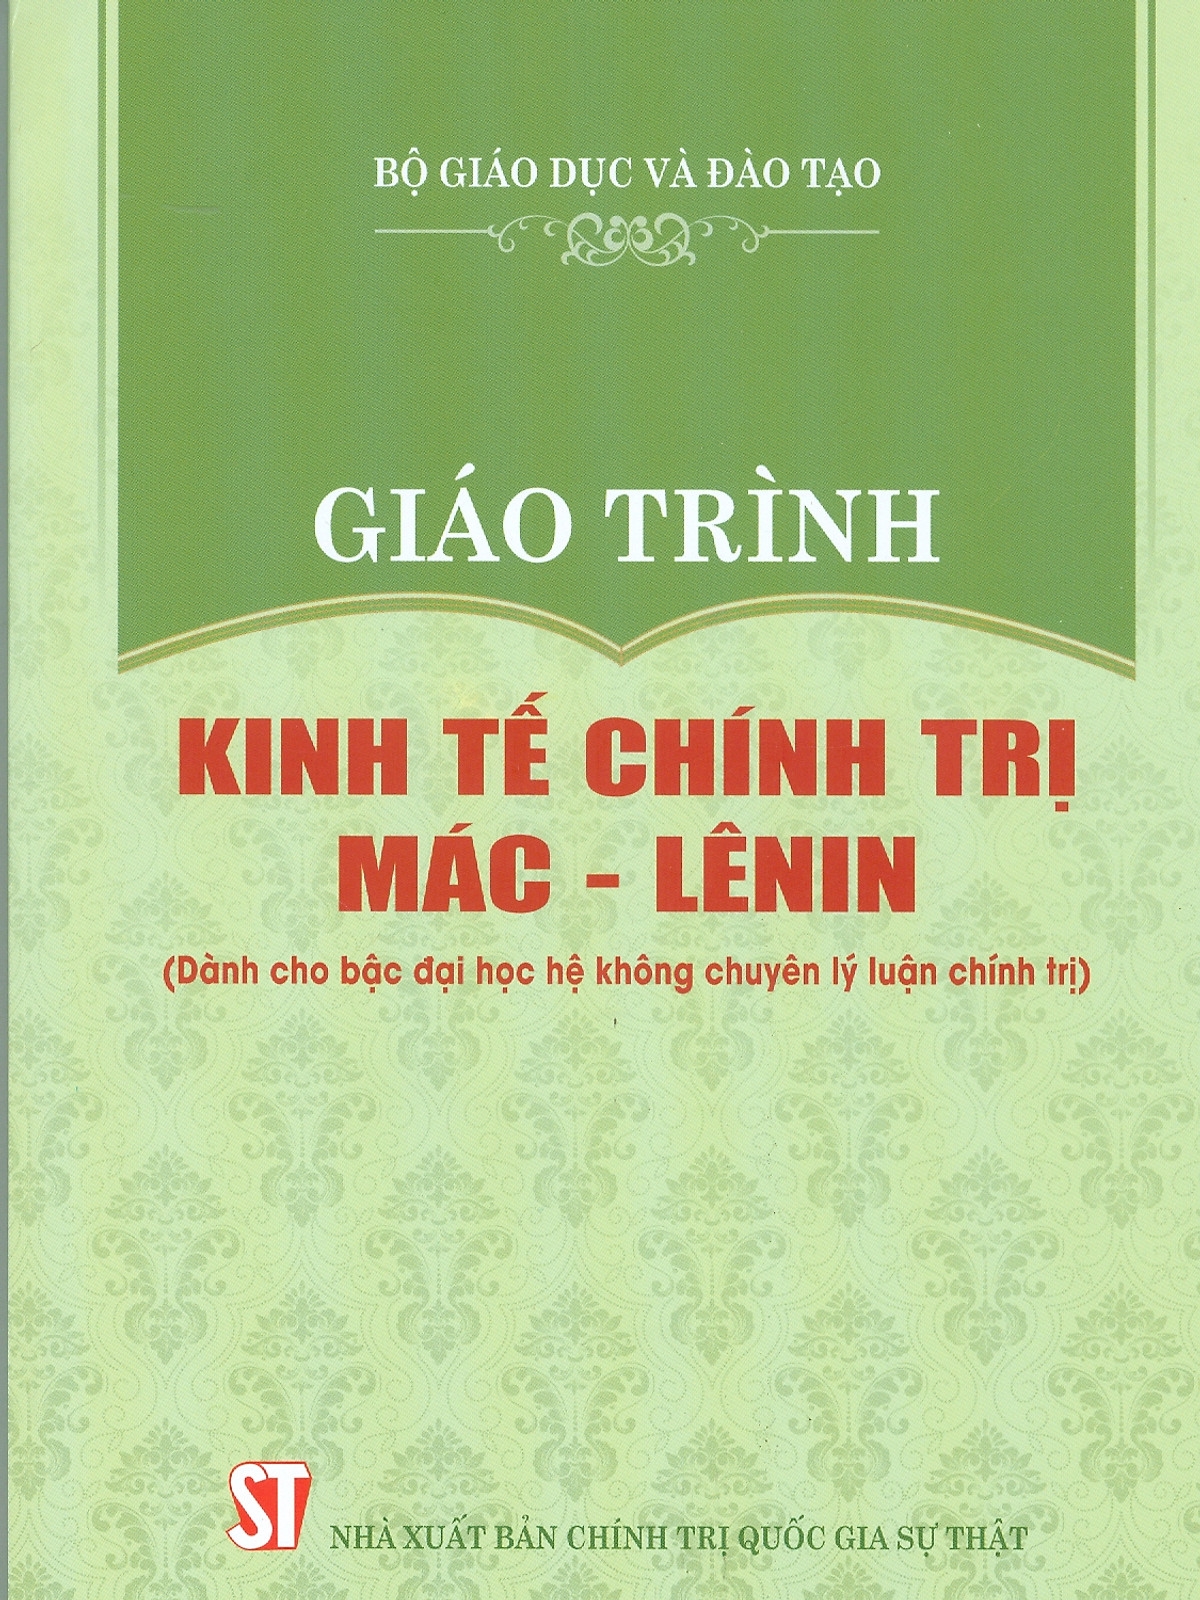 BỘ GIÁO DỤC VÀ ĐÀO TẠO
GIÁO TRÌNH
KINH TẾ CHÍNH TRỊ
MÁC - LÊNIN
(Dành cho bậc đại học hệ không chuyên lý luận chính trị)
ST
NHÀ XUẤT BẢN CHÍNH TRỊ QUỐC GIA SỰ THẬT